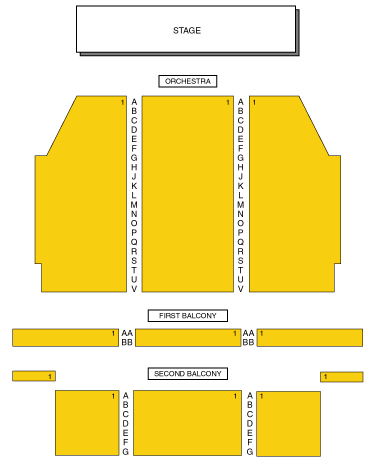 STAGE
ORCHESTRA
1 A 1 A 1
B B
C C
D D
E E
F F
G G
H H
J J
K K
L L
M M
N N
O O
P P
Q Q
R R
S S
T T
U U
V V
FIRST BALCONY
1 AA 1 AA 1
BB BB
SECOND BALCONY
1 1
1 A 1 A 1
B B
C C
D D
E E
F F
G G